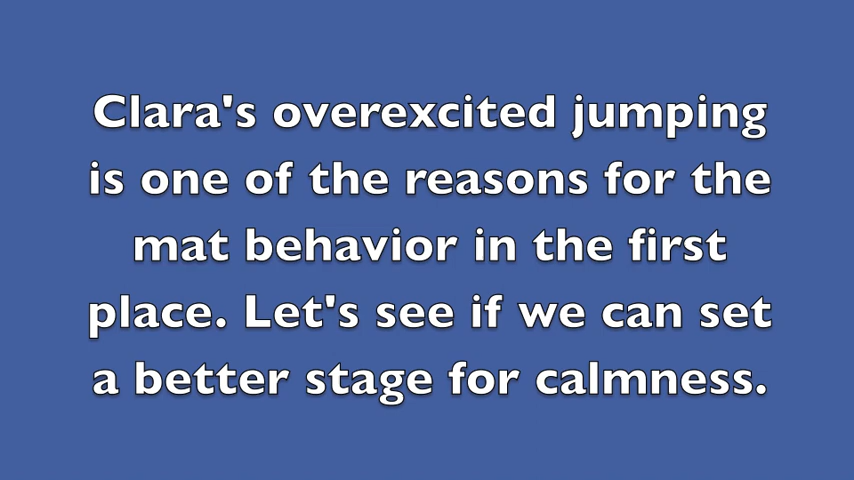 Clara's overexcited jumping
is one of the reasons for the
mat behavior in the first
place. Let's see if we can set
a better stage for calmness.